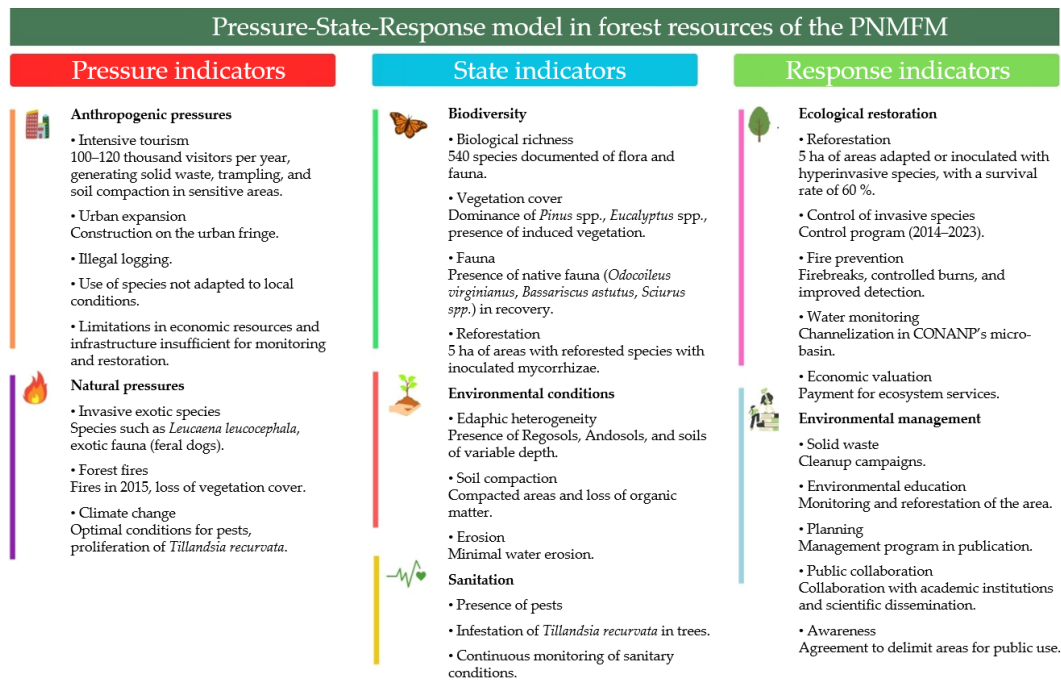 Pressure-State-Response model in forest resources of the PNMFM
Pressure indicators
Anthropogenic pressures
• Intensive tourism
100–120 thousand visitors per year,
generating solid waste, trampling, and
soil compaction in sensitive areas.
• Urban expansion
Construction on the urban fringe.
• Illegal logging.
• Use of species not adapted to local
conditions.
• Limitations in economic resources and
infrastructure insufficient for monitoring
and restoration.
Natural pressures
• Invasive exotic species
Species such as Leucaena leucocephala,
exotic fauna (feral dogs).
• Forest fires
Fires in 2015, loss of vegetation cover.
• Climate change
Optimal conditions for pests,
proliferation of Tillandsia recurvata.
State indicators
Biodiversity
• Biological richness
540 species documented of flora and
fauna.
• Vegetation cover
Dominance of Pinus spp., Eucalyptus spp.,
presence of induced vegetation.
• Fauna
Presence of native fauna (Odocoileus
virginianus, Bassariscus astutus, Sciurus
spp.) in recovery.
• Reforestation
5 ha of areas with reforested species with
inoculated mycorrhizae.
Environmental conditions
• Edaphic heterogeneity
Presence of Regosols, Andosols, and soils
of variable depth.
• Soil compaction
Compacted areas and loss of organic
matter.
• Erosion
Minimal water erosion.
Sanitation
• Presence of pests
• Infestation of Tillandsia recurvata in trees.
• Continuous monitoring of sanitary
conditions.
Response indicators
Ecological restoration
• Reforestation
5 ha of areas adapted or inoculated with
hyperinvasive species, with a survival
rate of 60 %.
• Control of invasive species
Control program (2014–2023).
• Fire prevention
Firebreaks, controlled burns, and
improved detection.
• Water monitoring
Channelization in CONANP's micro-
basin.
• Economic valuation
Payment for ecosystem services.
Environmental management
• Solid waste
Cleanup campaigns.
• Environmental education
Monitoring and reforestation of the area.
• Planning
Management program in publication.
• Public collaboration
Collaboration with academic institutions
and scientific dissemination.
• Awareness
Agreement to delimit areas for public use.